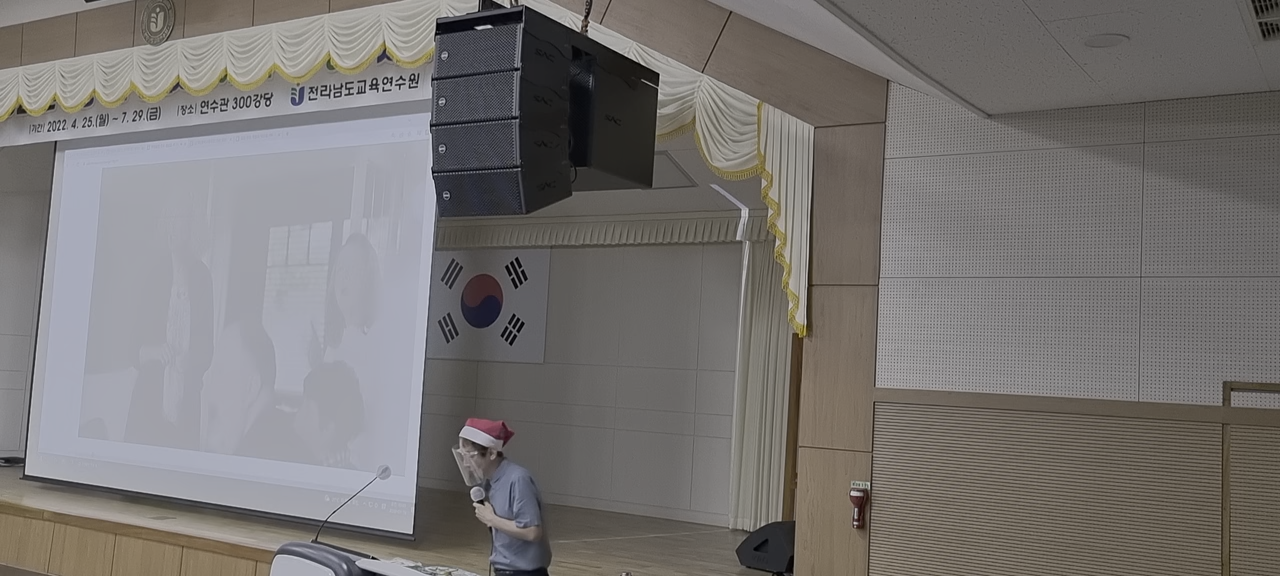 |기간| 2022. 4. 25.(월) ~ 7. 29.(금) |장소| 연수관 300강당 전라남도교육연수원